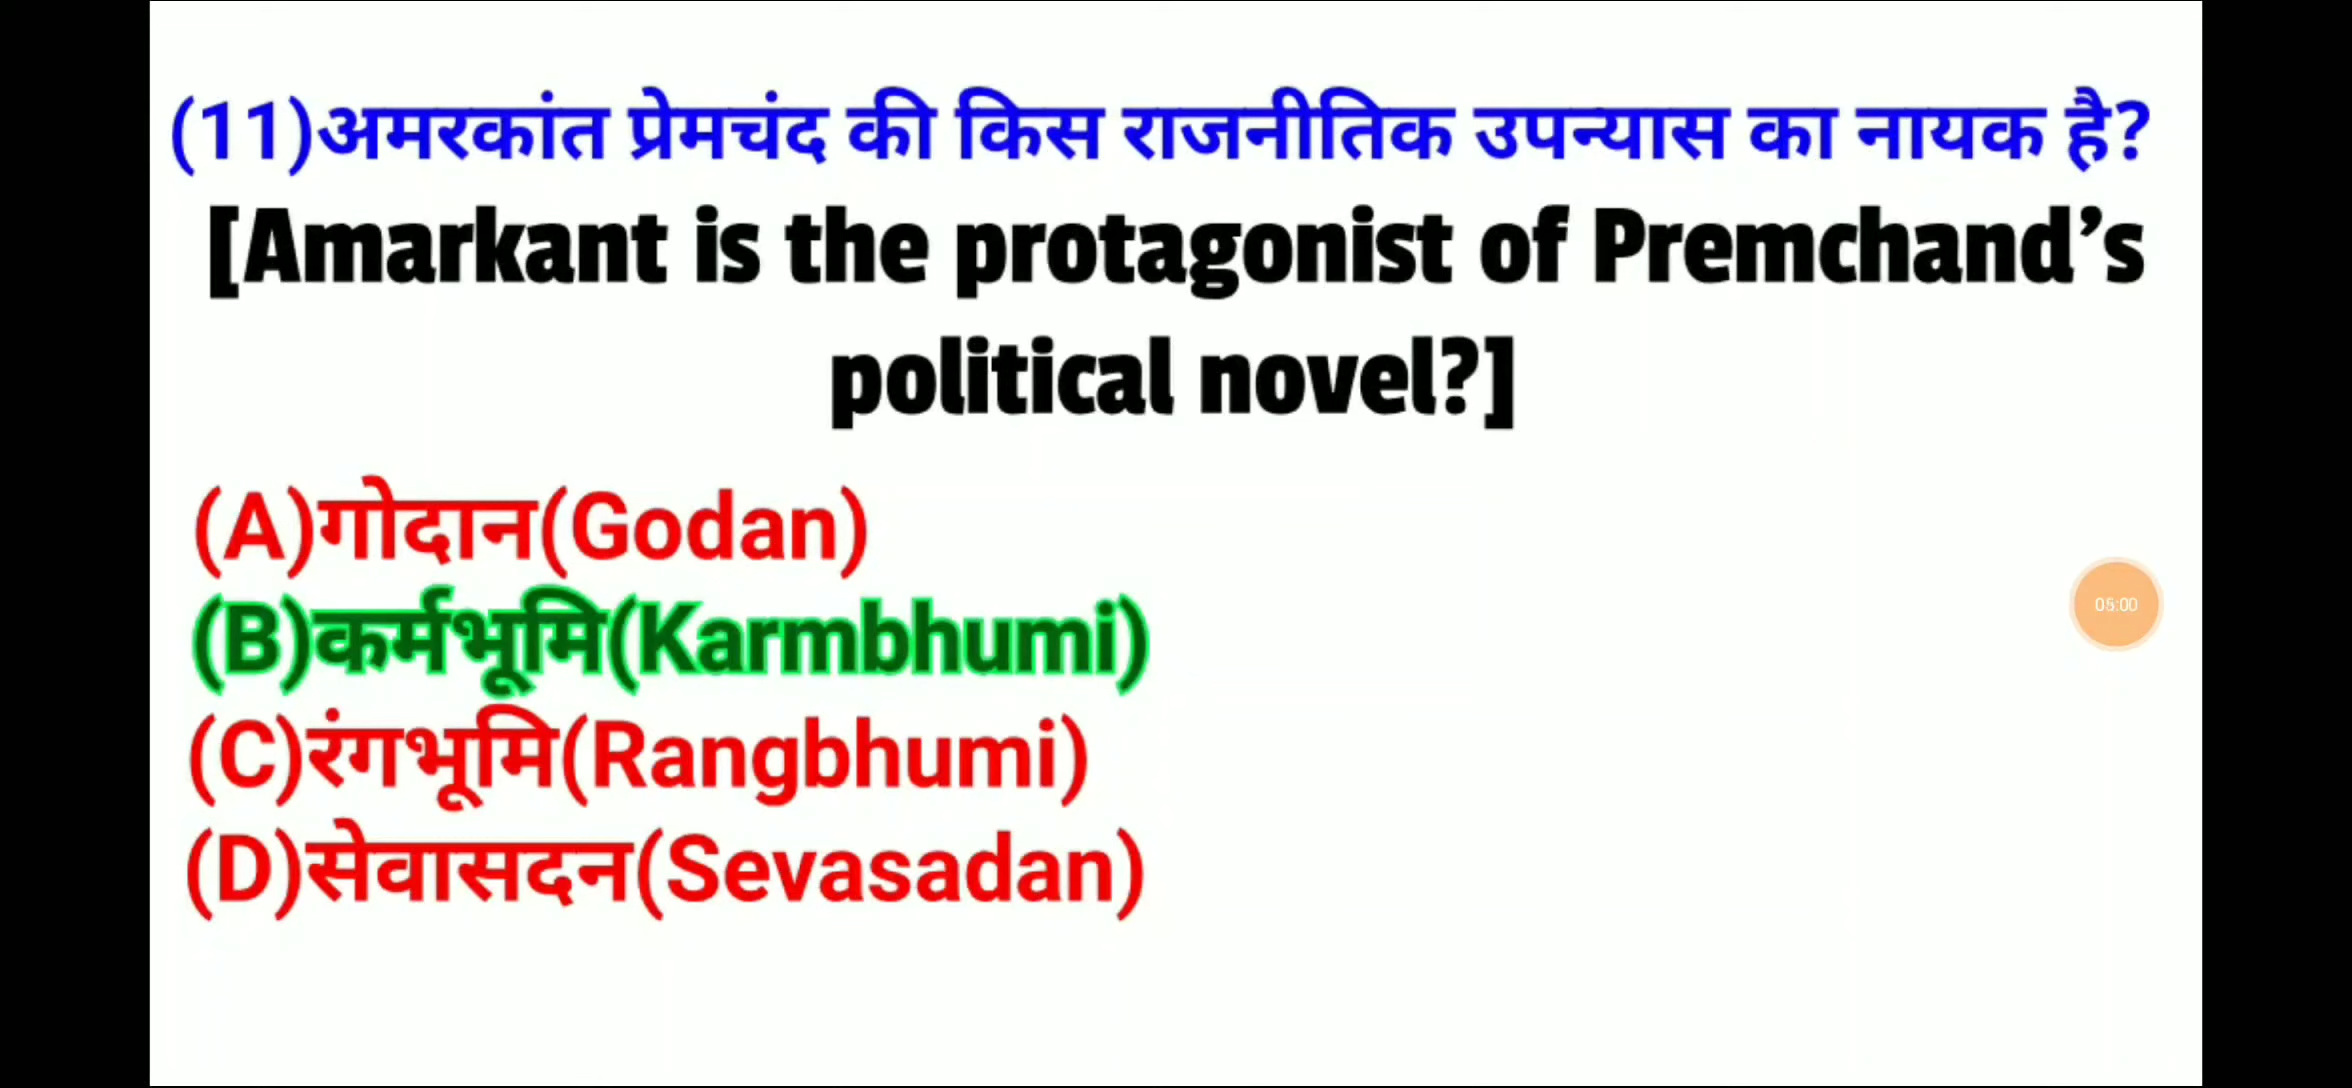 (11)अमरकांत प्रेमचंद की किस राजनीतिक उपन्यास का नायक है?
[Amarkant is the protagonist of Premchand’s
political novel?]
(A)गोदान(Godan)
(B)कर्मभूमि(Karmbhumi)
05:00
(C)रंगभूमि(Rangbhumi)
(D)सेवासदन(Sevasadan)